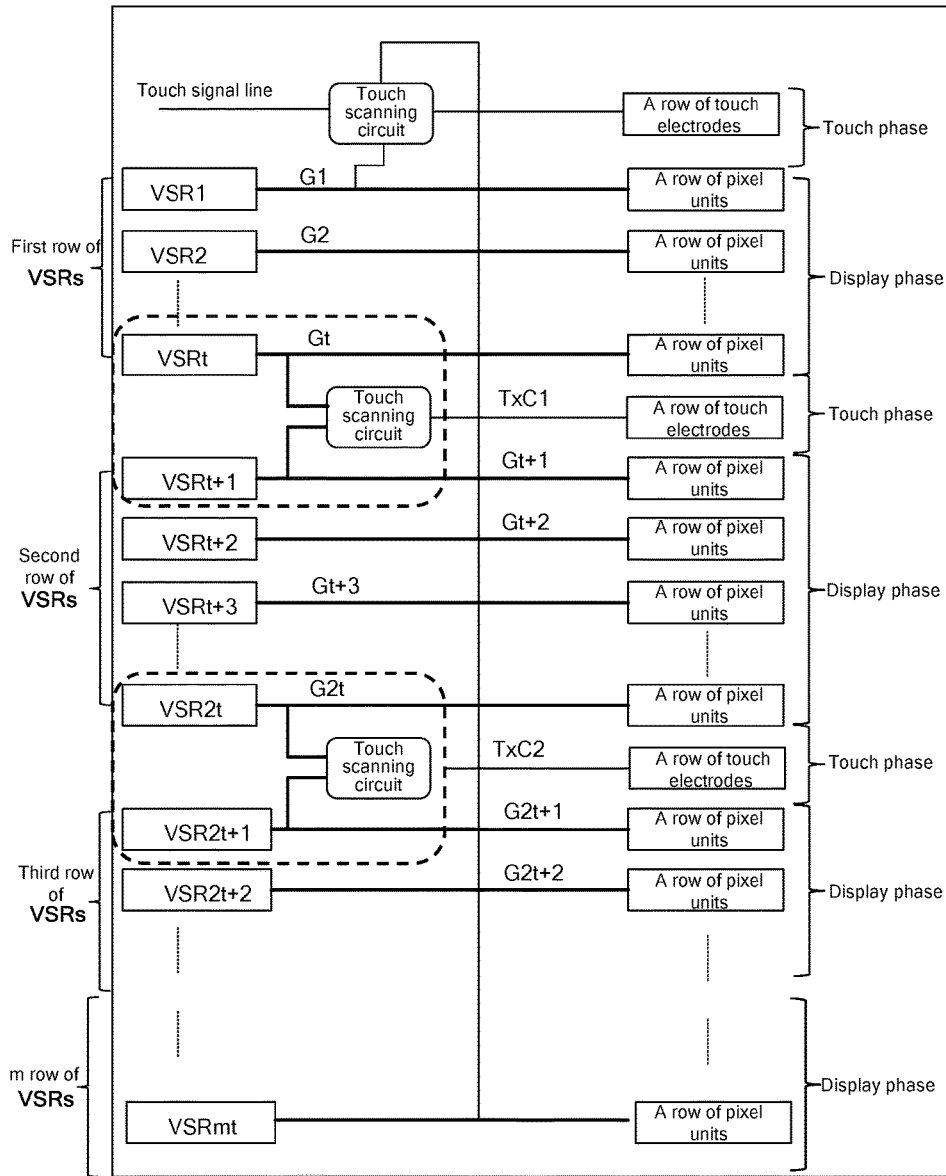 Touch signal line
Touch
scanning
circuit
A row of touch
electrodes
Touch phase
First row of
VSRs
VSR1
G1
A row of pixel
units
VSR2
G2
A row of pixel
units
Display phase
VSRt
Gt
A row of pixel
units
Touch
scanning
circuit
TxC1
A row of touch
electrodes
Touch phase
Second
row of
VSRs
VSRt+1
Gt+1
A row of pixel
units
VSRt+2
Gt+2
A row of pixel
units
VSRt+3
Gt+3
A row of pixel
units
Display phase
VSR2t
G2t
A row of pixel
units
Touch
scanning
circuit
TxC2
A row of touch
electrodes
Touch phase
Third row
of
VSRs
VSR2t+1
G2t+1
A row of pixel
units
VSR2t+2
G2t+2
A row of pixel
units
Display phase
m row of
VSRs
VSRmt
A row of pixel
units
Display phase